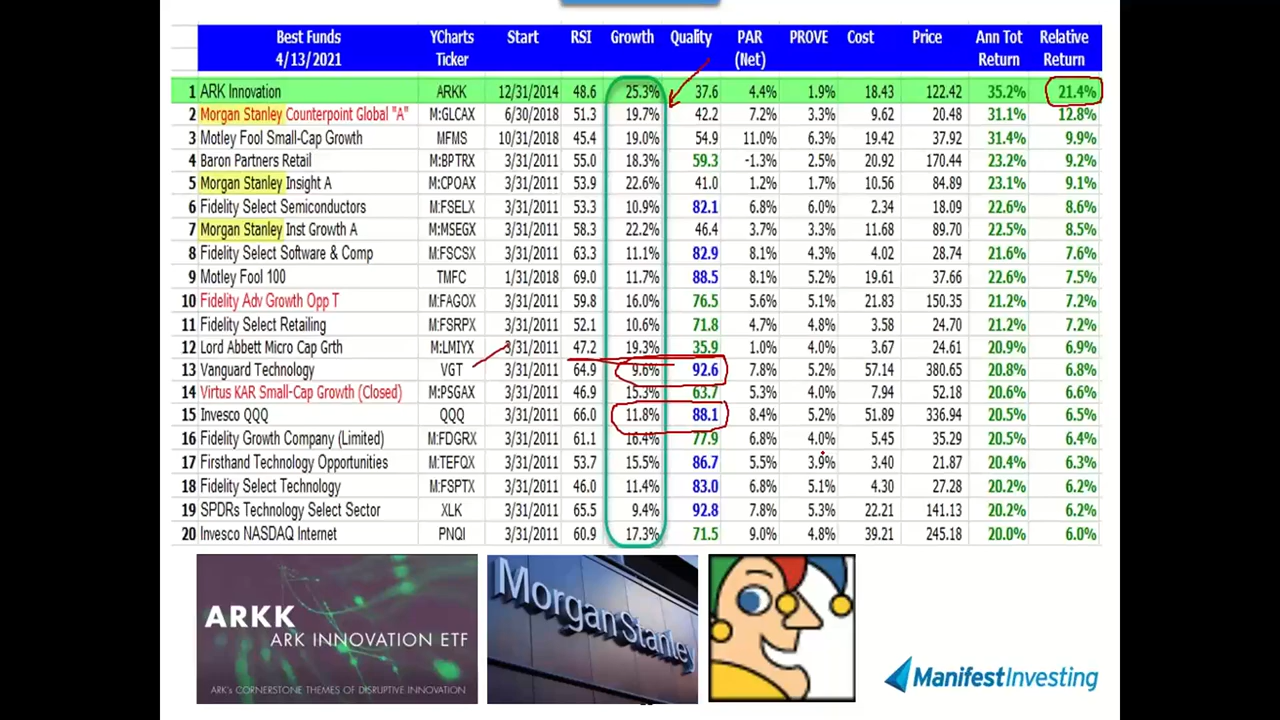 Best Funds YCharts Start RSI Growth Quality PAR PROVE Cost Price Ann Tot Relative
4/13/2021 Ticker (Net) Return Return
1 ARK Innovation ARKK 12/31/2014 48.6 25.3% 37.6 4.4% 1.9% 18.43 122.42 35.2% 21.4%
2 Morgan Stanley Counterpoint Global "A" M:GLCAX 6/30/2018 51.3 19.7% 42.2 7.2% 3.3% 9.62 20.48 31.1% 12.8%
3 Motley Fool Small-Cap Growth MFMS 10/31/2018 45.4 19.0% 54.9 11.0% 6.3% 19.42 37.92 31.4% 9.9%
4 Baron Partners Retail M:BPTRX 3/31/2011 55.0 18.3% 59.3 -1.3% 2.5% 20.92 170.44 23.2% 9.2%
5 Morgan Stanley Insight A M:CPOAX 3/31/2011 53.9 22.6% 41.0 1.2% 1.7% 10.56 84.89 23.1% 9.1%
6 Fidelity Select Semiconductors M:FSELX 3/31/2011 53.3 10.9% 82.1 6.8% 6.0% 2.34 18.09 22.6% 8.6%
7 Morgan Stanley Inst Growth A M:MSEGX 3/31/2011 58.3 22.2% 46.4 3.7% 3.3% 11.68 89.70 22.5% 8.5%
8 Fidelity Select Software & Comp M:FSCSX 3/31/2011 63.3 11.1% 82.9 8.1% 4.2% 4.02 28.74 21.6% 7.6%
9 Motley Fool 100 TMFC 1/31/2018 69.0 11.7% 88.5 8.1% 5.2% 19.61 37.66 22.6% 7.5%
10 Fidelity Adv Growth Opp T M:FAGOX 3/31/2011 59.8 16.0% 76.5 5.6% 5.1% 21.83 150.35 21.2% 7.2%
11 Fidelity Select Retailing M:FSRPX 3/31/2011 52.1 10.6% 71.8 4.7% 4.8% 3.58 24.70 21.2% 7.2%
12 Lord Abbett Micro Cap Grth M:LMIYX 3/31/2011 47.2 19.3% 35.9 1.0% 4.0% 3.67 24.61 20.9% 6.9%
13 Vanguard Technology VGT 3/31/2011 64.9 9.6% 92.6 7.8% 5.2% 57.14 380.65 20.8% 6.8%
14 Virtus KAR Small-Cap Growth (Closed) M:PSGAX 3/31/2011 46.9 15.3% 63.7 5.3% 4.0% 7.94 52.18 20.6% 6.6%
15 Invesco QQQ QQQ 3/31/2011 66.0 11.8% 88.1 8.4% 5.2% 51.89 336.94 20.5% 6.5%
16 Fidelity Growth Company (Limited) M:FDGRX 3/31/2011 61.1 16.4% 77.9 6.8% 4.0% 5.45 35.29 20.5% 6.4%
17 Firsthand Technology Opportunities M:TEFQX 3/31/2011 53.7 15.5% 86.7 5.5% 3.9% 3.40 21.87 20.4% 6.3%
18 Fidelity Select Technology M:FSPTX 3/31/2011 46.0 11.4% 83.0 6.8% 5.1% 4.30 27.28 20.2% 6.2%
19 SPDRs Technology Select Sector XLK 3/31/2011 65.5 9.4% 92.8 7.8% 5.3% 22.21 141.13 20.2% 6.2%
20 Invesco NASDAQ Internet PNQI 3/31/2011 60.9 17.3% 71.5 9.0% 4.8% 39.21 245.18 20.0% 6.0%
ARKK
ARK INNOVATION ETF
ARK's CORNERSTONE THEMES OF DISRUPTIVE INNOVATION
Morgan Stanley
ManifestInvesting